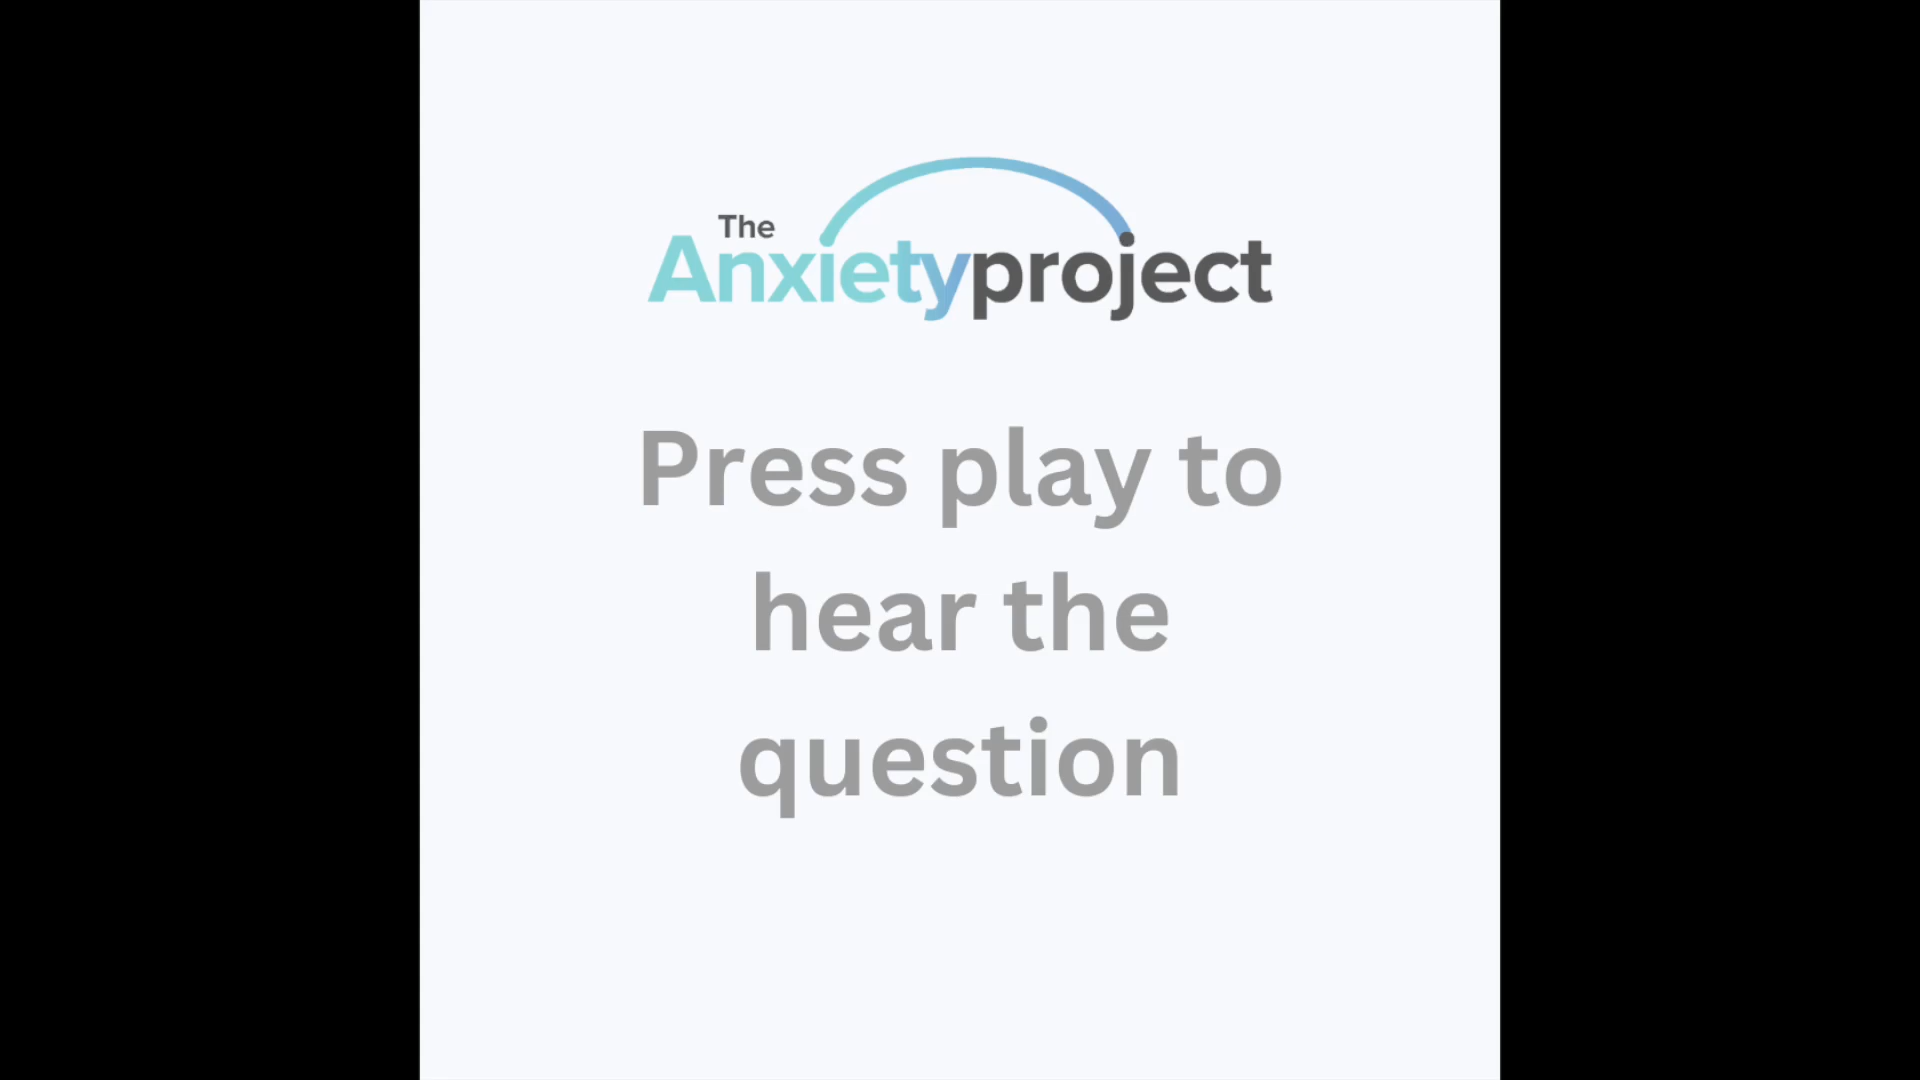 The
Anxietyproject
Press play to
hear the
question